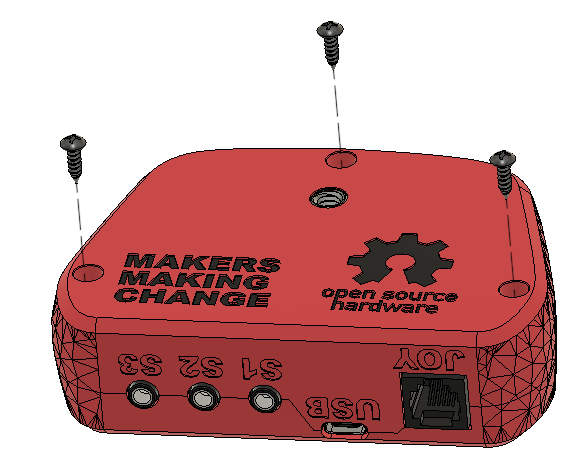 MAKERS
MAKING
CHANGE
open source
hardware
S3 S2 S1 USB JOY